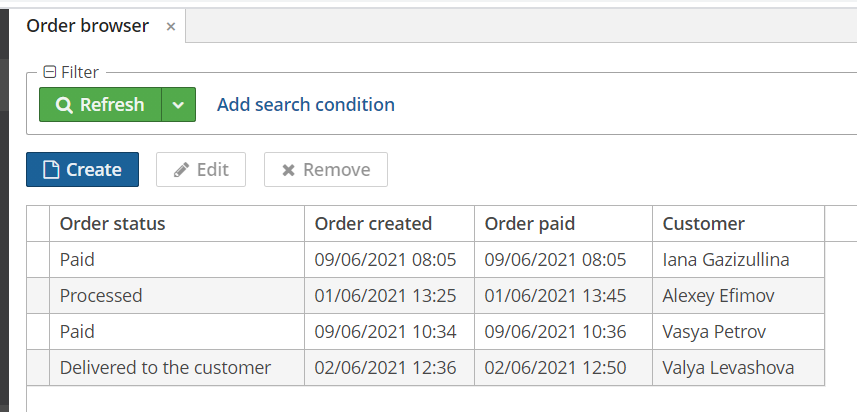 Order browser ×
Filter
Refresh Add search condition
Create Edit Remove
Order status Order created Order paid Customer
Paid 09/06/2021 08:05 09/06/2021 08:05 Iana Gazizullina
Processed 01/06/2021 13:25 01/06/2021 13:45 Alexey Efimov
Paid 09/06/2021 10:34 09/06/2021 10:36 Vasya Petrov
Delivered to the customer 02/06/2021 12:36 02/06/2021 12:50 Valya Levashova